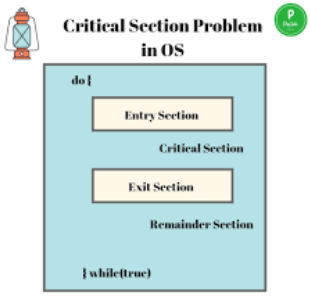 Critical Section Problem
in OS
P
do {
Entry Section
Critical Section
Exit Section
Remainder Section
} while(true)